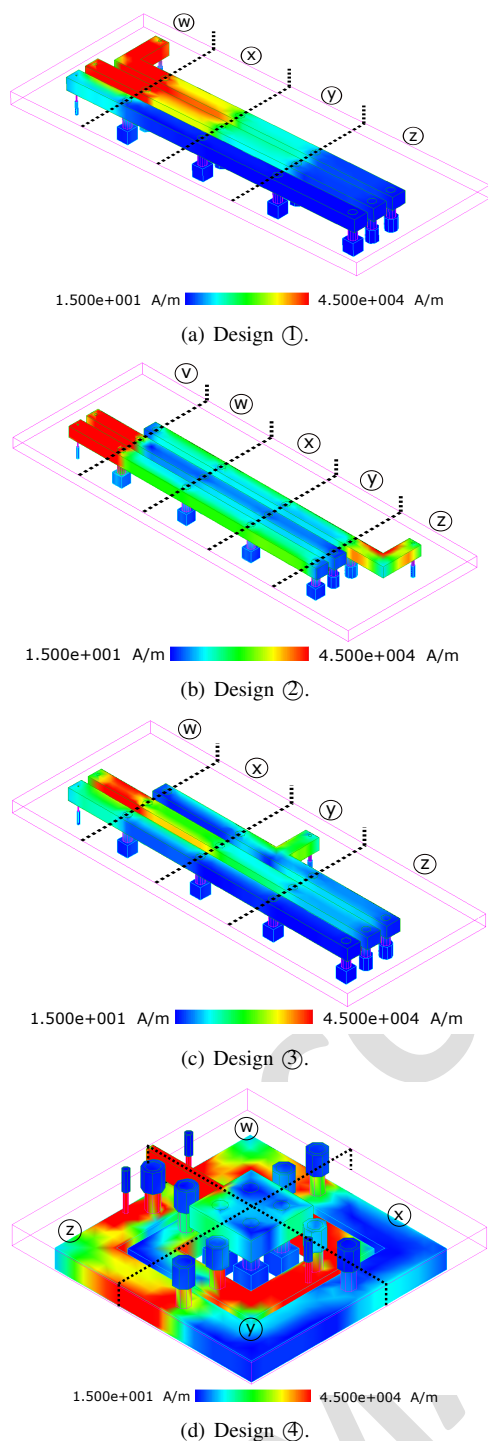 w
x
y
z
1.500e+001 A/m 4.500e+004 A/m
(a) Design ①.
v
w
x
y
z
1.500e+001 A/m 4.500e+004 A/m
(b) Design ②.
w
x
y
z
1.500e+001 A/m 4.500e+004 A/m
(c) Design ③.
w
z x
y
1.500e+001 A/m 4.500e+004 A/m
(d) Design ④.